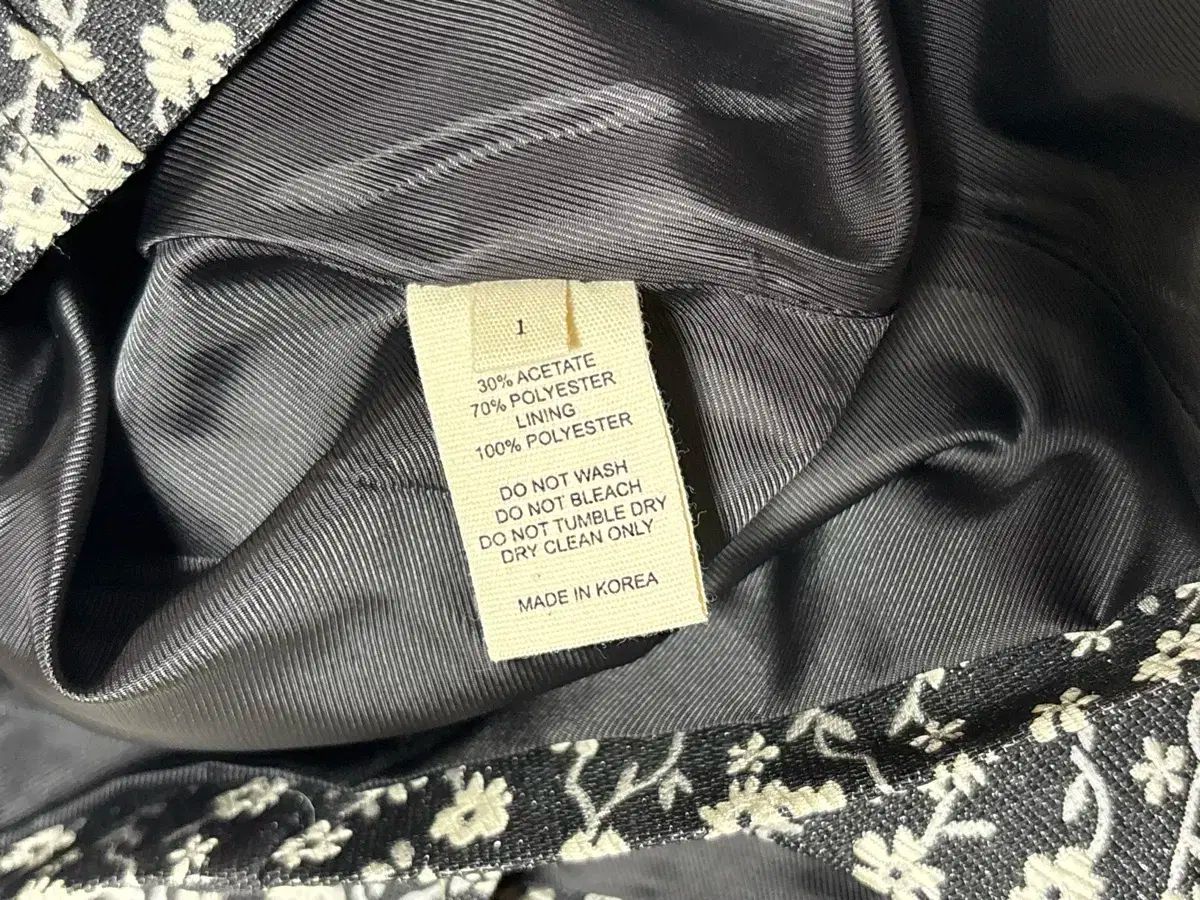 1
30% ACETATE
70% POLYESTER
LINING
100% POLYESTER
DO NOT WASH
DO NOT BLEACH
DO NOT TUMBLE DRY
DRY CLEAN ONLY
MADE IN KOREA